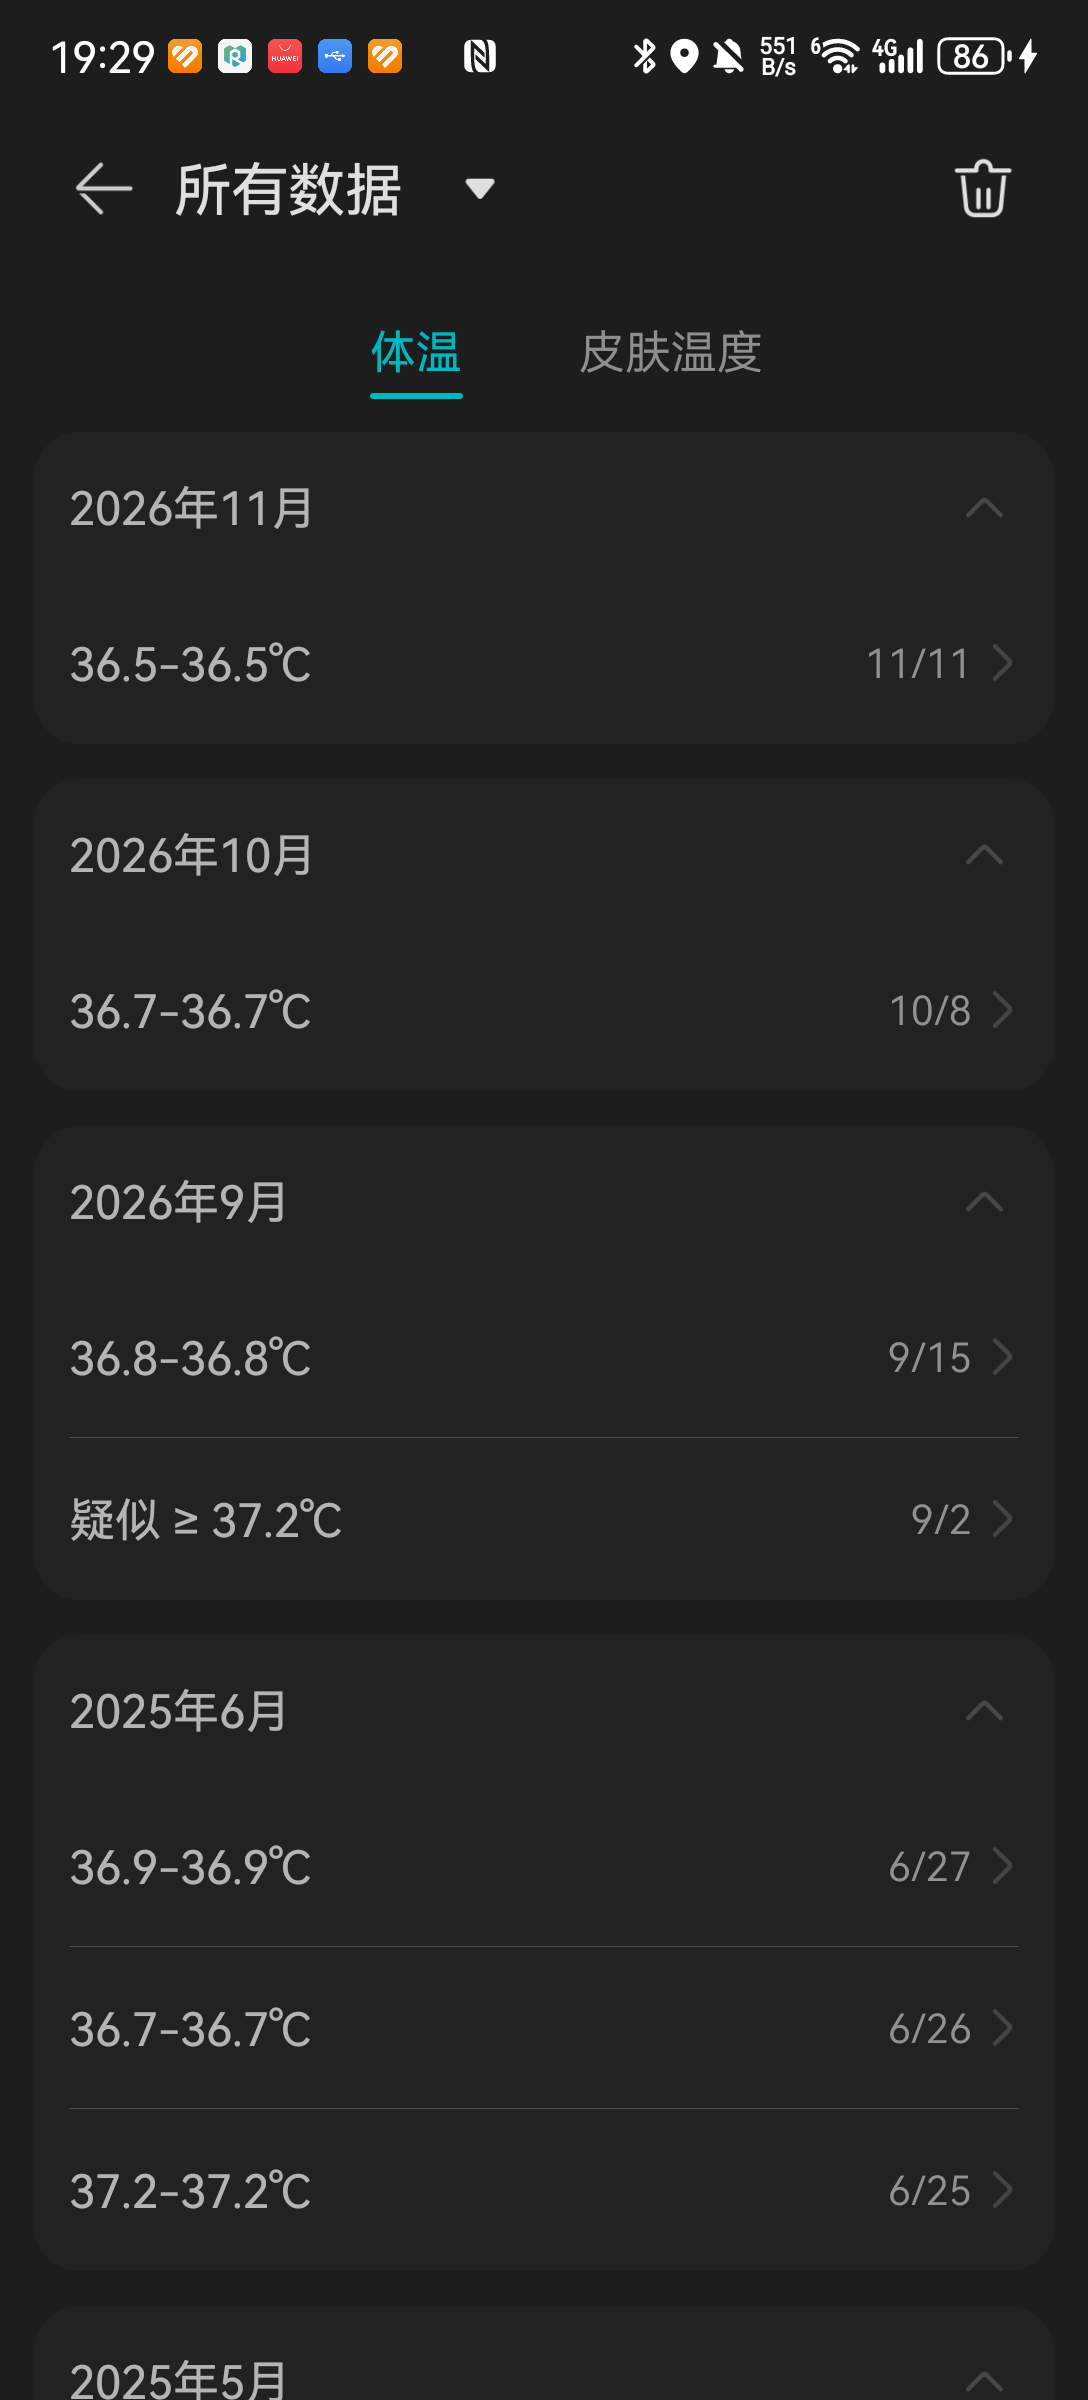 19:29 HUAWEI 551 B/s 6 4G 86
所有数据
体温 皮肤温度
2026年11月
36.5-36.5℃ 11/11
2026年10月
36.7-36.7℃ 10/8
2026年9月
36.8-36.8℃ 9/15
疑似 ≥ 37.2℃ 9/2
2025年6月
36.9-36.9℃ 6/27
36.7-36.7℃ 6/26
37.2-37.2℃ 6/25
2025年5月